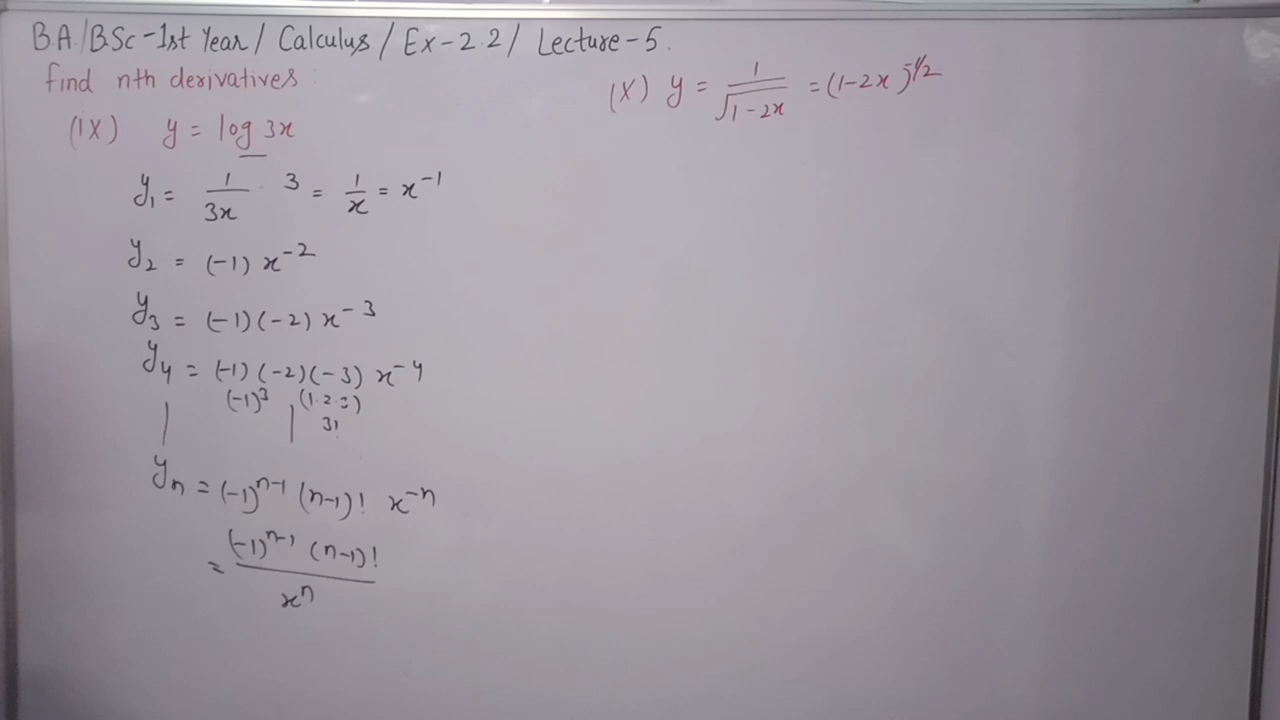 B.A./B.Sc-1st Year/ Calculus/ Ex-2.2/ Lecture-5.
find nth derivatives:
(ix) y = log 3x
y₁ = 1/3x · 3 = 1/x = x⁻¹
y₂ = (-1) x⁻²
y₃ = (-1)(-2) x⁻³
y₄ = (-1)(-2)(-3) x⁻⁴
(-1)³ (1.2.3)
3!
yₙ = (-1)ⁿ⁻¹ (n-1)! x⁻ⁿ
= (-1)ⁿ⁻¹ (n-1)! / xⁿ
(X) y = 1/√(1-2x) = (1-2x)^-1/2